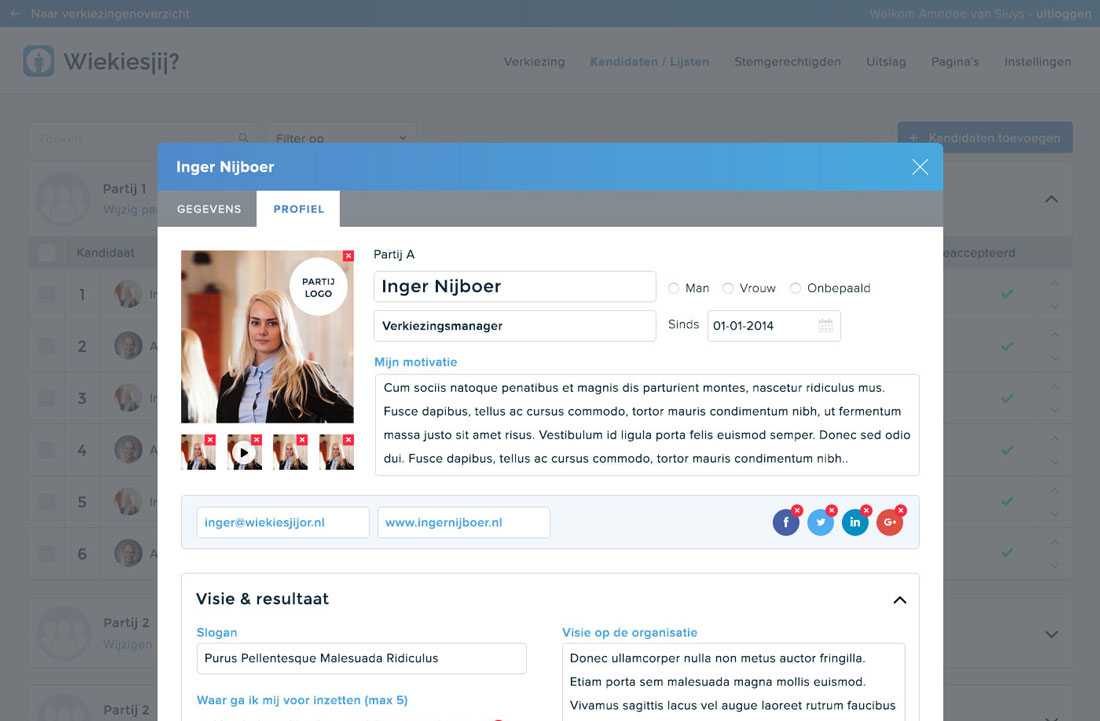 Naar verkiezingenoverzicht
Welkom Amedee van Sluys - uitloggen
Wiekiesjij?
Verkiezing
Kandidaten / Lijsten
Stemgerechtigden
Uitslag
Pagina's
Instellingen
Zoeken
Filter op
+ Kandidaten toevoegen
Inger Nijboer
Partij 1
Wijzig
GEGEVENS
PROFIEL
Kandidaat
eaccepteerd
PARTIJ
LOGO
Partij A
Inger Nijboer
Man
Vrouw
Onbepaald
Verkiezingsmanager
Sinds
01-01-2014
Mijn motivatie
Cum sociis natoque penatibus et magnis dis parturient montes, nascetur ridiculus mus.
Fusce dapibus, tellus ac cursus commodo, tortor mauris condimentum nibh, ut fermentum
massa justo sit amet risus. Vestibulum id ligula porta felis euismod semper. Donec sed odio
dui. Fusce dapibus, tellus ac cursus commodo, tortor mauris condimentum nibh..
1
2
3
4
5
6
inger@wiekiesjijor.nl
www.ingernijboer.nl
f
in
G+
Visie & resultaat
Partij 2
Wijzigen
Slogan
Purus Pellentesque Malesuada Ridiculus
Visie op de organisatie
Donec ullamcorper nulla non metus auctor fringilla.
Etiam porta sem malesuada magna mollis euismod.
Vivamus sagittis lacus vel augue laoreet rutrum faucibus
Waar ga ik mij voor inzetten (max 5)
Partij 2